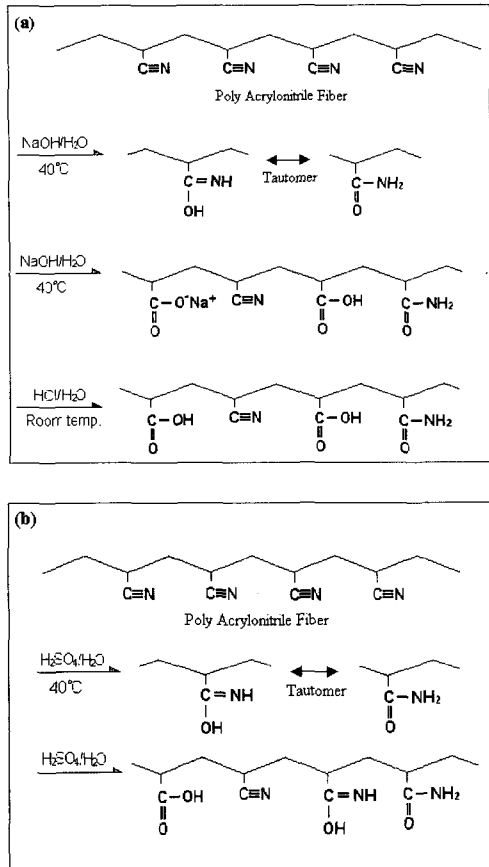 (a)
C≡N C≡N C≡N C≡N
Poly Acrylonitrile Fiber
NaOH/H₂O
40°C
C=NH
OH
Tautomer
C-NH₂
O
NaOH/H₂O
40°C
C-O⁻Na⁺ C≡N C-OH C-NH₂
O O O
HCl/H₂O
Room temp.
C-OH C≡N C-OH C-NH₂
O O O
(b)
C≡N C≡N C≡N C≡N
Poly Acrylonitrile Fiber
H₂SO₄/H₂O
40°C
C=NH
OH
Tautomer
C-NH₂
O
H₂SO₄/H₂O
C-OH C≡N C=NH C-NH₂
O OH O